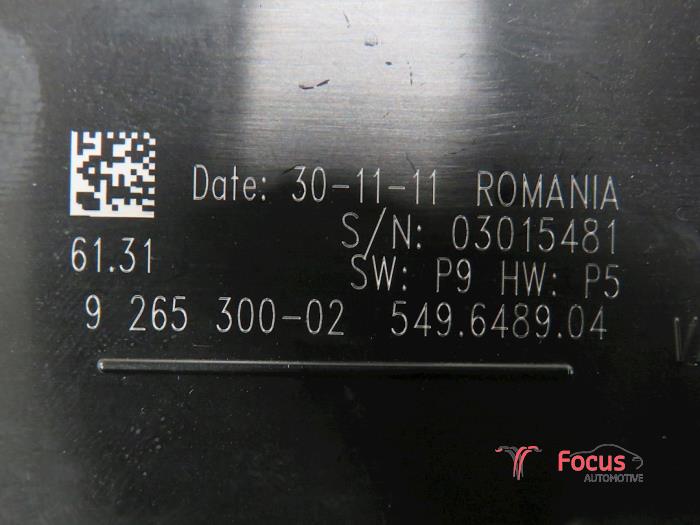 Date: 30-11-11 ROMANIA
S/N: 03015481
61.31 SW: P9 HW: P5
9 265 300-02 549.6489.04
Focus
AUTOMOTIVE